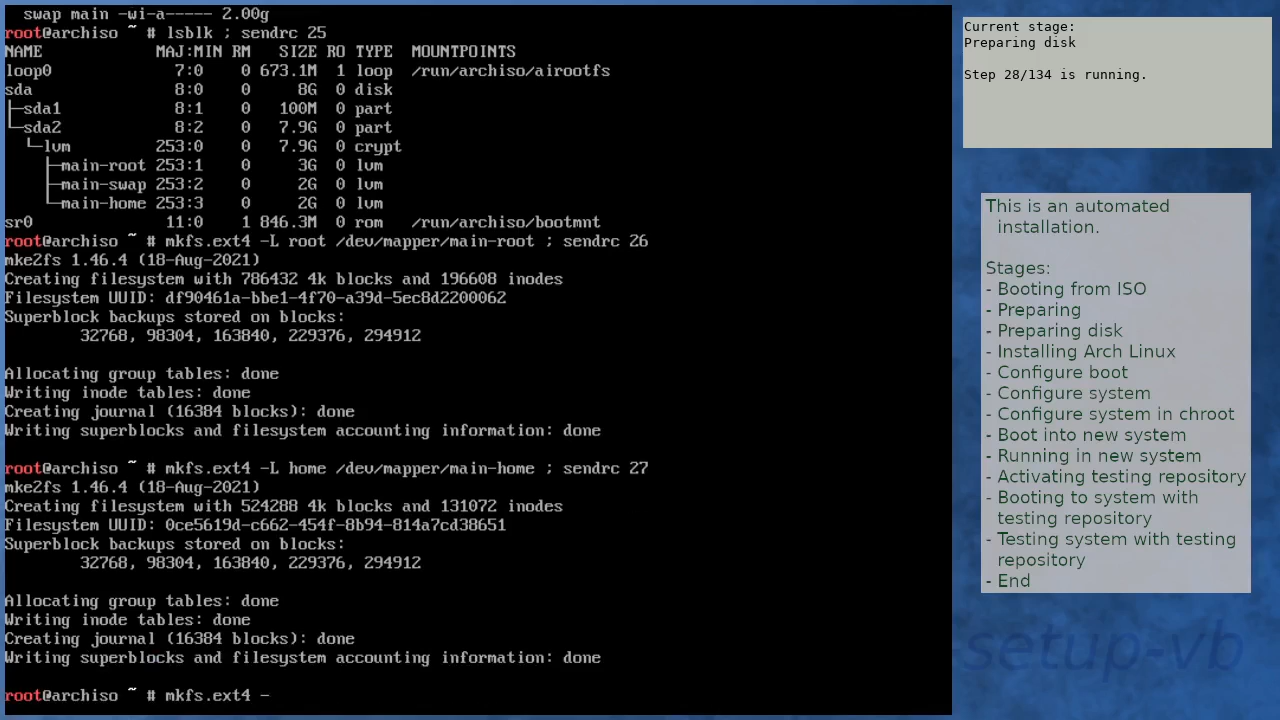 swap main -wi-a----- 2.00g
root@archiso ~ # lsblk ; sendrc 25
NAME              MAJ:MIN RM   SIZE RO TYPE  MOUNTPOINTS
loop0               7:0    0 673.1M  1 loop  /run/archiso/airootfs
sda                 8:0    0     8G  0 disk
├─sda1              8:1    0   100M  0 part
└─sda2              8:2    0   7.9G  0 part
  └─lvm           253:0    0   7.9G  0 crypt
    ├─main-root 253:1    0     3G  0 lvm
    ├─main-swap 253:2    0     2G  0 lvm
    └─main-home 253:3    0     2G  0 lvm
sr0                11:0    1 846.3M  0 rom   /run/archiso/bootmnt
root@archiso ~ # mkfs.ext4 -L root /dev/mapper/main-root ; sendrc 26
mke2fs 1.46.4 (18-Aug-2021)
Creating filesystem with 786432 4k blocks and 196608 inodes
Filesystem UUID: df90461a-bbe1-4f70-a39d-5ec8d2200062
Superblock backups stored on blocks:
        32768, 98304, 163840, 229376, 294912
Allocating group tables: done
Writing inode tables: done
Creating journal (16384 blocks): done
Writing superblocks and filesystem accounting information: done
root@archiso ~ # mkfs.ext4 -L home /dev/mapper/main-home ; sendrc 27
mke2fs 1.46.4 (18-Aug-2021)
Creating filesystem with 524288 4k blocks and 131072 inodes
Filesystem UUID: 0ce5619d-c662-454f-8b94-814a7cd38651
Superblock backups stored on blocks:
        32768, 98304, 163840, 229376, 294912
Allocating group tables: done
Writing inode tables: done
Creating journal (16384 blocks): done
Writing superblocks and filesystem accounting information: done
root@archiso ~ # mkfs.ext4 -
Current stage:
Preparing disk
Step 28/134 is running.
This is an automated
installation.
Stages:
- Booting from ISO
- Preparing
- Preparing disk
- Installing Arch Linux
- Configure boot
- Configure system
- Configure system in chroot
- Boot into new system
- Running in new system
- Activating testing repository
- Booting to system with
testing repository
- Testing system with testing
repository
- End
setup-vb